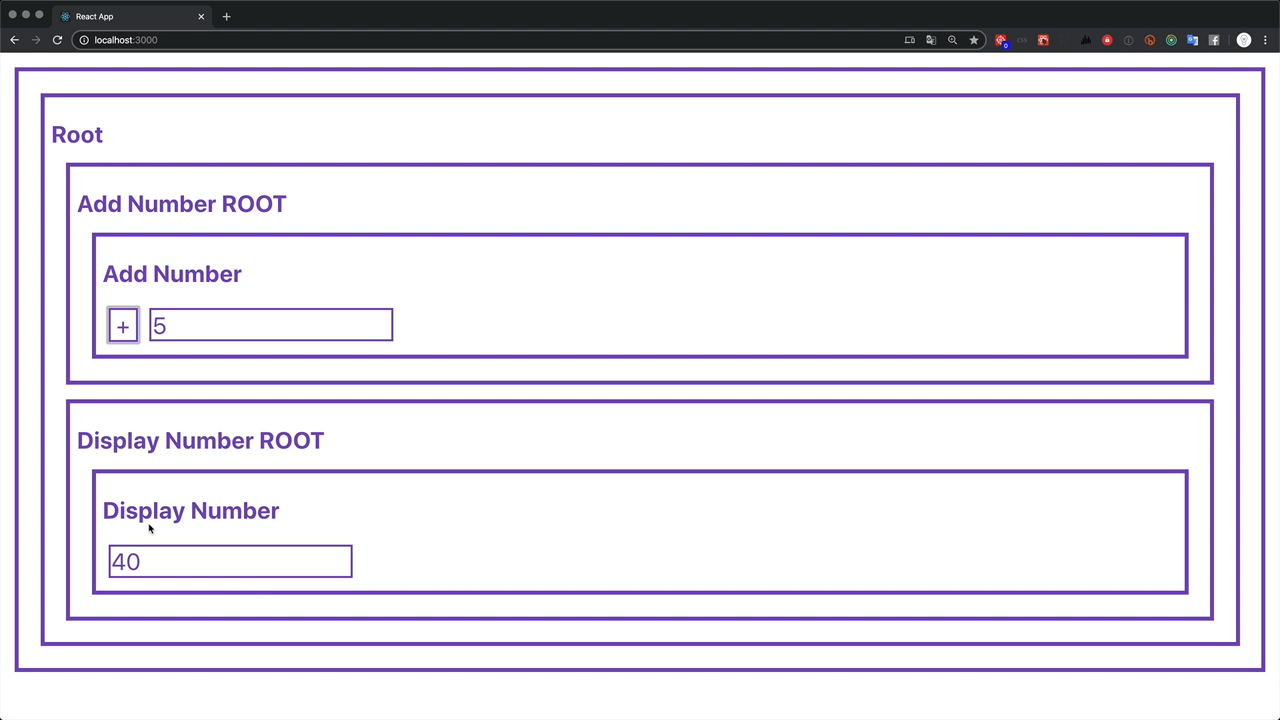 React App
localhost:3000
Root
Add Number ROOT
Add Number
+ 5
Display Number ROOT
Display Number
40